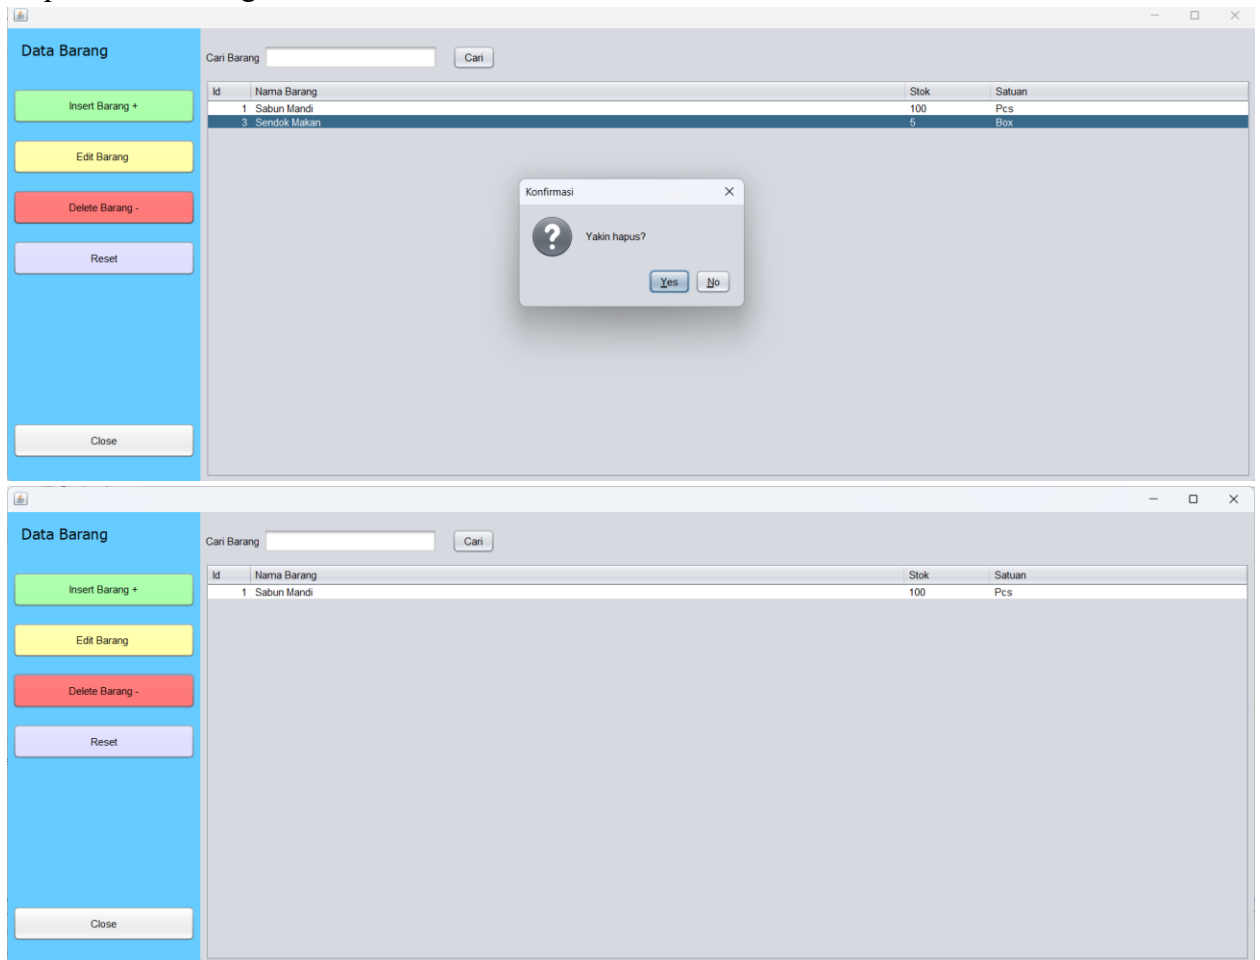 Data Barang
Cari Barang Cari
Insert Barang +
Edit Barang
Delete Barang -
Reset
Close
Id Nama Barang Stok Satuan
1 Sabun Mandi 100 Pcs
3 Sendok Makan 5 Box
Konfirmasi
Yakin hapus?
Yes No
Data Barang
Cari Barang Cari
Insert Barang +
Edit Barang
Delete Barang -
Reset
Close
Id Nama Barang Stok Satuan
1 Sabun Mandi 100 Pcs